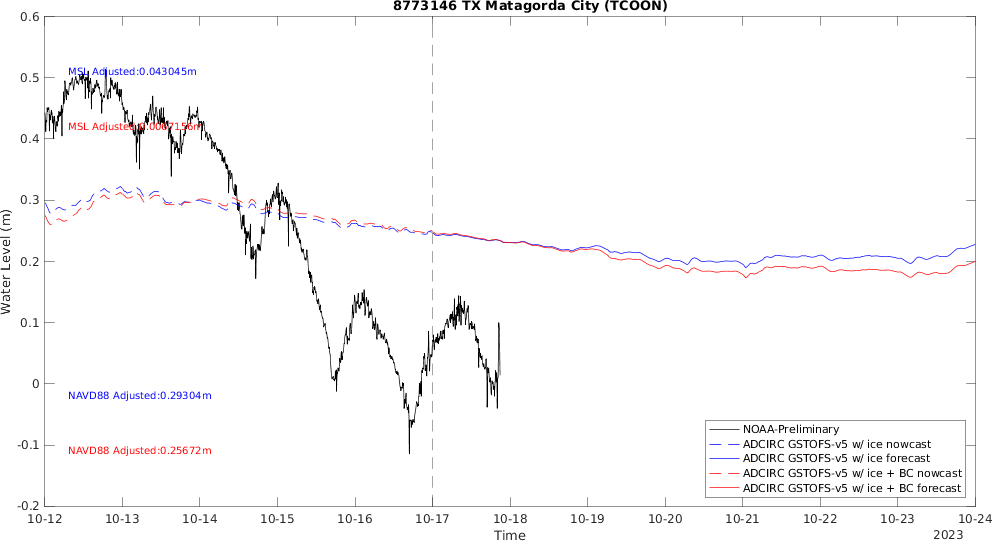 8773146 TX Matagorda City (TCOON)
Water Level (m)
0.6
0.5
0.4
0.3
0.2
0.1
0
-0.1
-0.2
MSL Adjusted:0.043045m
MSL Adjusted:0.0067156m
NAVD88 Adjusted:0.29304m
NAVD88 Adjusted:0.25672m
NOAA-Preliminary
ADCIRC GSTOFS-v5 w/ ice nowcast
ADCIRC GSTOFS-v5 w/ ice forecast
ADCIRC GSTOFS-v5 w/ ice + BC nowcast
ADCIRC GSTOFS-v5 w/ ice + BC forecast
10-12 10-13 10-14 10-15 10-16 10-17 10-18 10-19 10-20 10-21 10-22 10-23 10-24
Time
2023